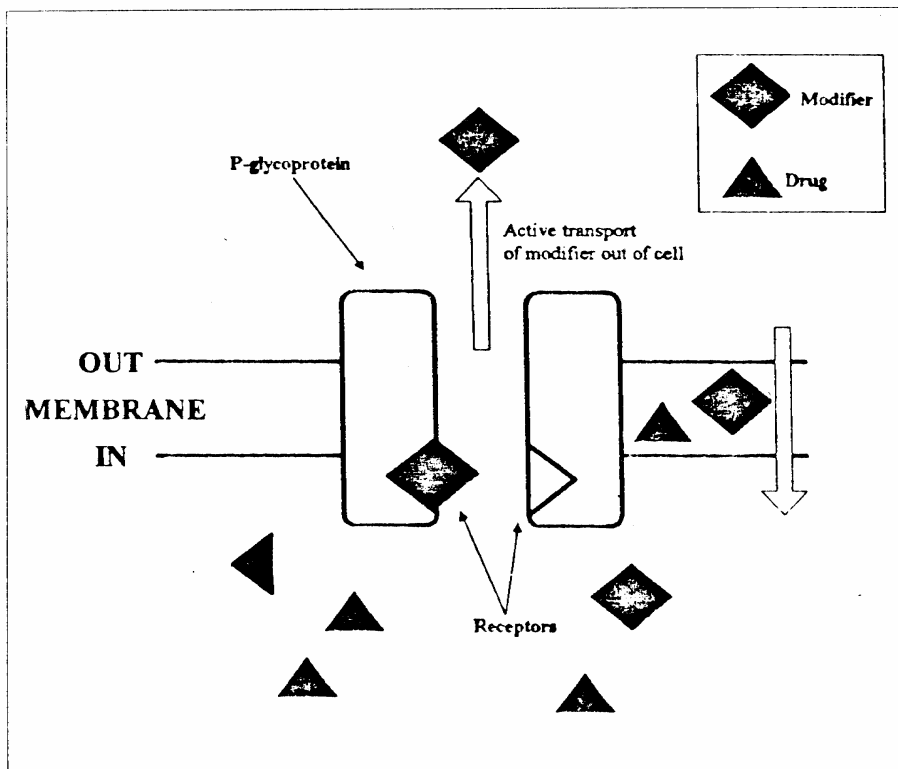 Modifier
Drug
P-glycoprotein
Active transport
of modifier out of cell
OUT
MEMBRANE
IN
Receptors